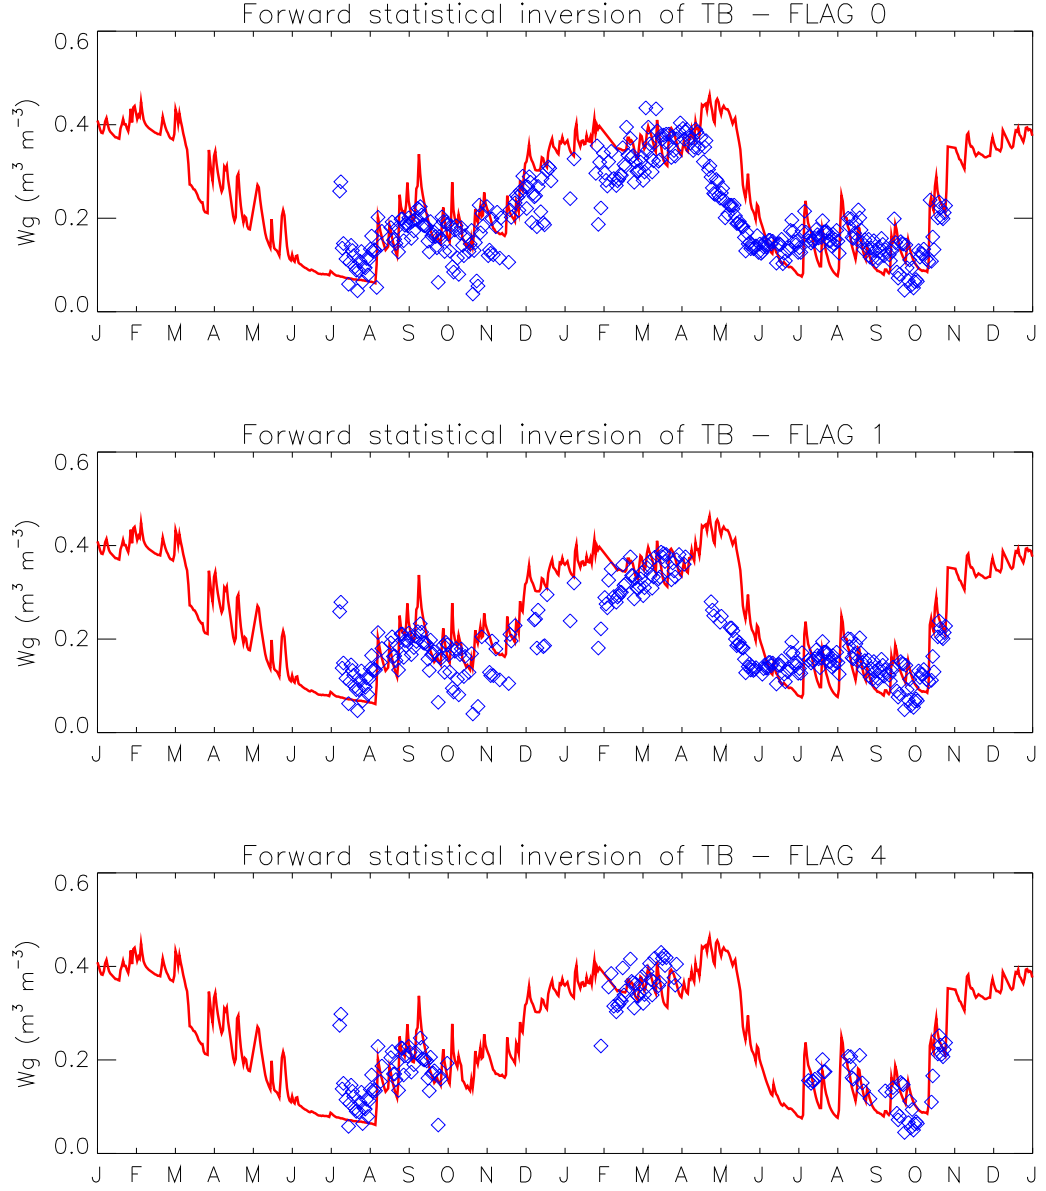 Forward statistical inversion of TB − FLAG 0
0.6
0.4
0.2
0.0
Wg (m³ m⁻³)
J F M A M J J A S O N D J F M A M J J A S O N D J
Forward statistical inversion of TB − FLAG 1
0.6
0.4
0.2
0.0
Wg (m³ m⁻³)
J F M A M J J A S O N D J F M A M J J A S O N D J
Forward statistical inversion of TB − FLAG 4
0.6
0.4
0.2
0.0
Wg (m³ m⁻³)
J F M A M J J A S O N D J F M A M J J A S O N D J